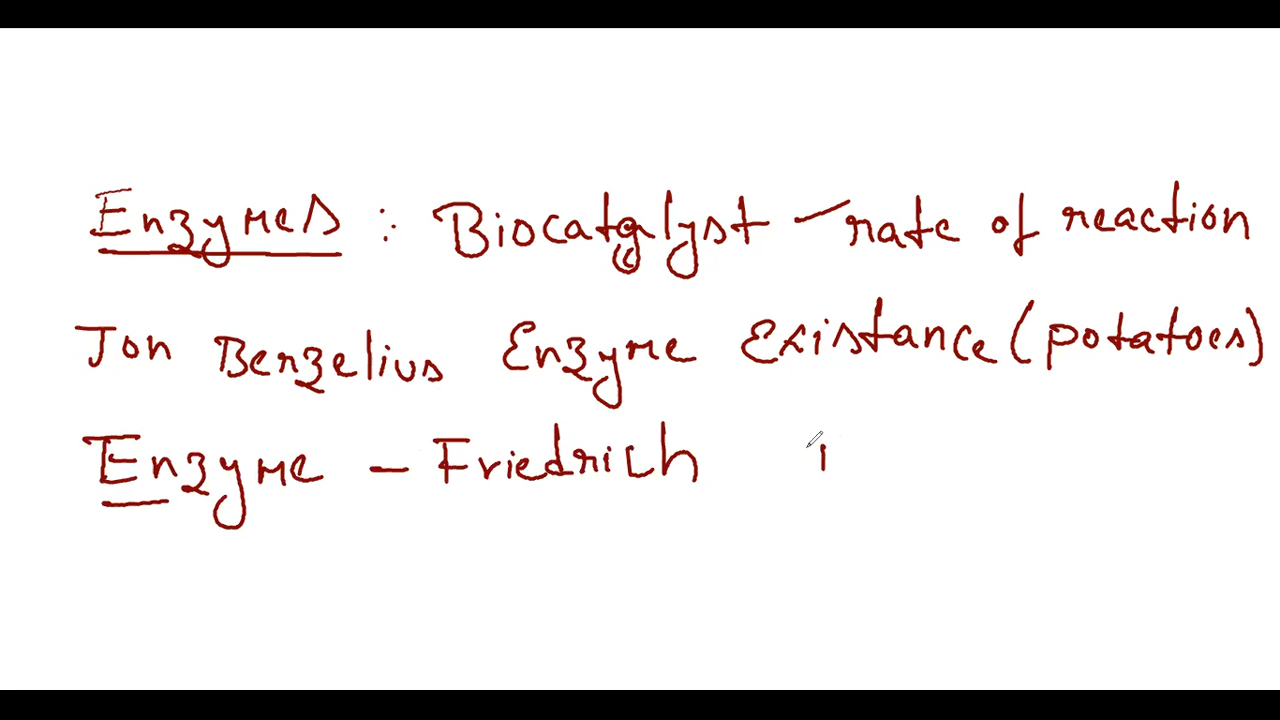 Enzymes : Biocatalyst - rate of reaction
Jon Berzelius Enzyme Existance (potatoes)
Enzyme - Friedrich